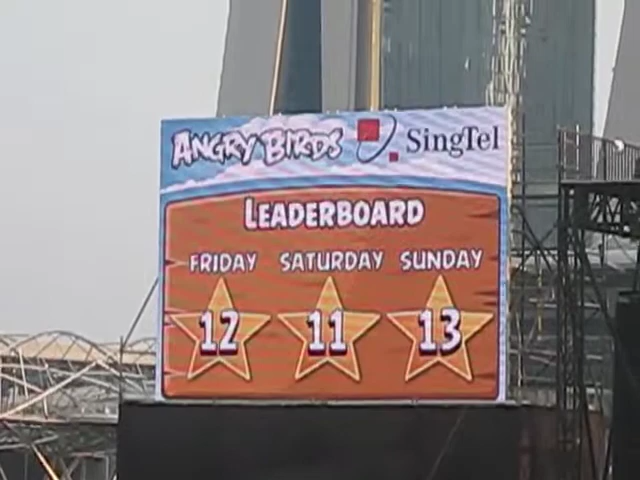 ANGRY BIRDS SingTel
LEADERBOARD
FRIDAY SATURDAY SUNDAY
12 11 13